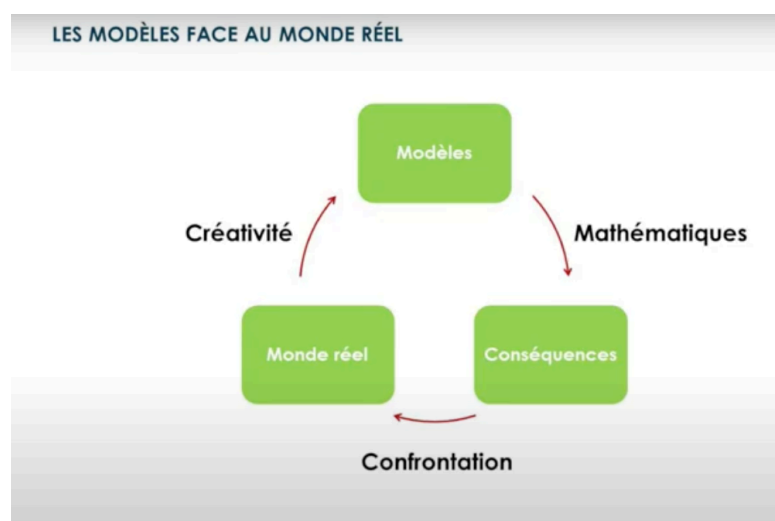 LES MODÈLES FACE AU MONDE RÉEL
Modèles
Créativité
Mathématiques
Monde réel
Conséquences
Confrontation